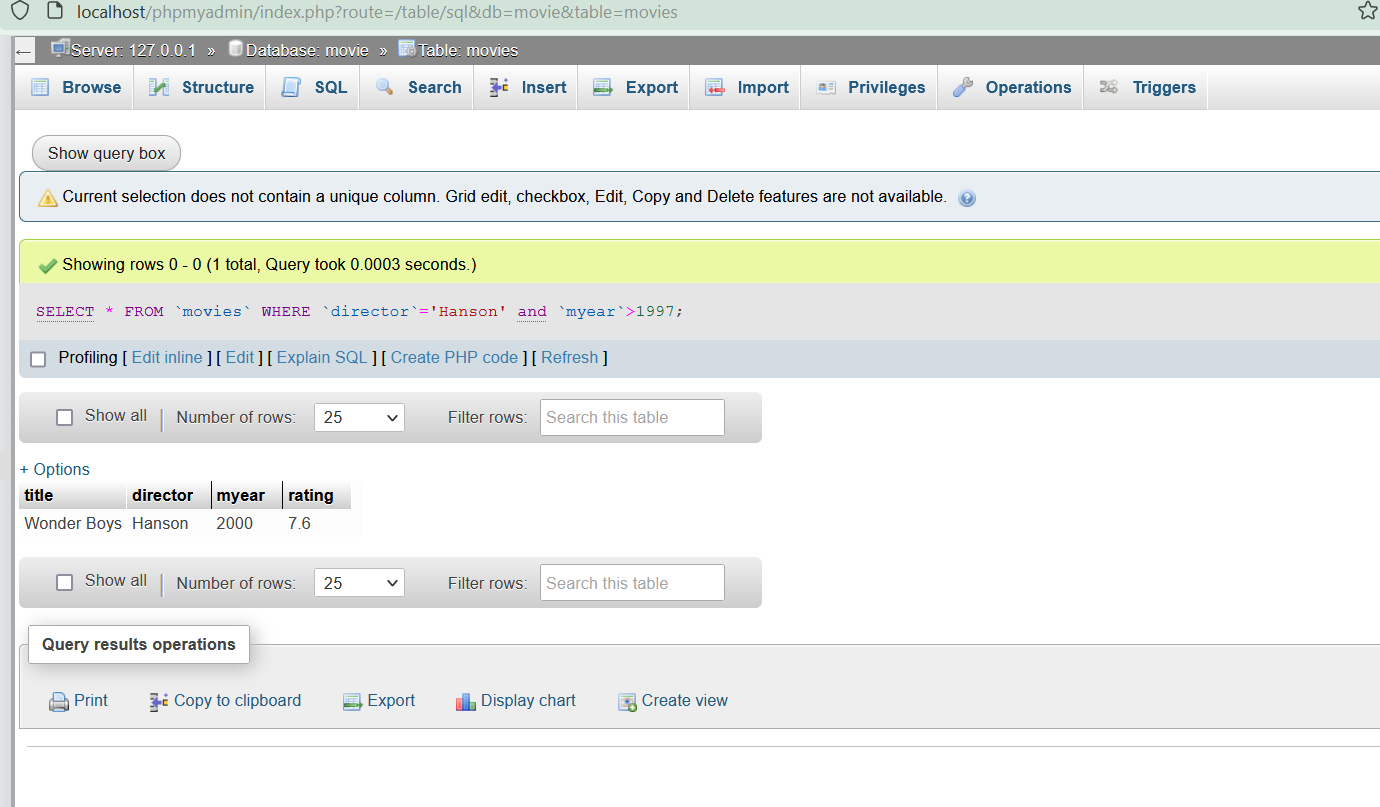 localhost/phpmyadmin/index.php?route=/table/sql&db=movie&table=movies
← Server: 127.0.0.1 » Database: movie » Table: movies
Browse Structure SQL Search Insert Export Import Privileges Operations Triggers
Show query box
Current selection does not contain a unique column. Grid edit, checkbox, Edit, Copy and Delete features are not available.
Showing rows 0 - 0 (1 total, Query took 0.0003 seconds.)
SELECT * FROM `movies` WHERE `director`='Hanson' and `myear`>1997;
Profiling [ Edit inline ] [ Edit ] [ Explain SQL ] [ Create PHP code ] [ Refresh ]
Show all | Number of rows: 25 Filter rows: Search this table
+ Options
title director myear rating
Wonder Boys Hanson 2000 7.6
Show all | Number of rows: 25 Filter rows: Search this table
Query results operations
Print Copy to clipboard Export Display chart Create view